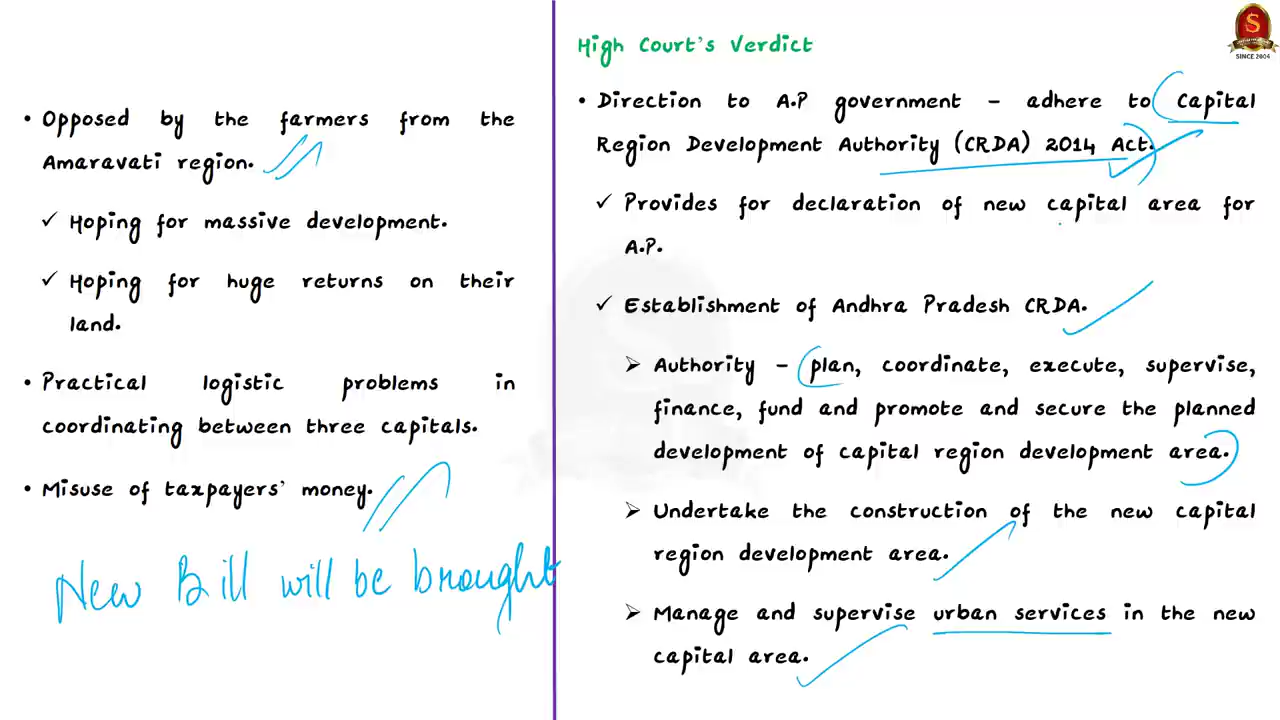 • Opposed by the farmers from the
Amaravati region.
✓ Hoping for massive development.
✓ Hoping for huge returns on their
land.
• Practical logistic problems in
coordinating between three capitals.
• Misuse of taxpayers' money.
New Bill will be brought
High Court's Verdict
• Direction to A.P government - adhere to Capital
Region Development Authority (CRDA) 2014 Act.
✓ Provides for declaration of new capital area for
A.P.
✓ Establishment of Andhra Pradesh CRDA.
➢ Authority - plan, coordinate, execute, supervise,
finance, fund and promote and secure the planned
development of capital region development area.
➢ Undertake the construction of the new capital
region development area.
➢ Manage and supervise urban services in the new
capital area.
S
SINCE 2004